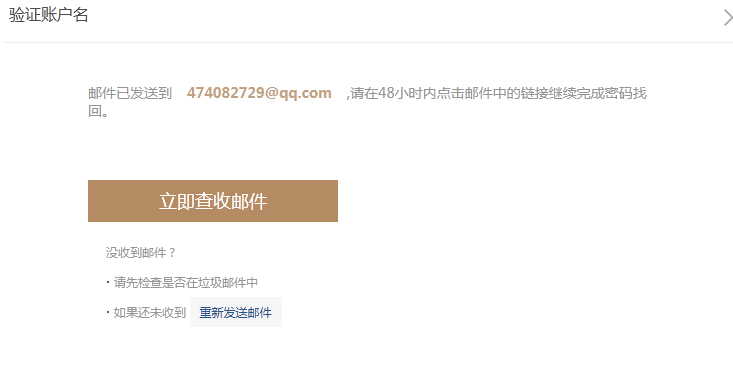 验证账户名
邮件已发送到 474082729@qq.com ,请在48小时内点击邮件中的链接继续完成密码找
回。
立即查收邮件
没收到邮件？
· 请先检查是否在垃圾邮件中
· 如果还未收到 重新发送邮件